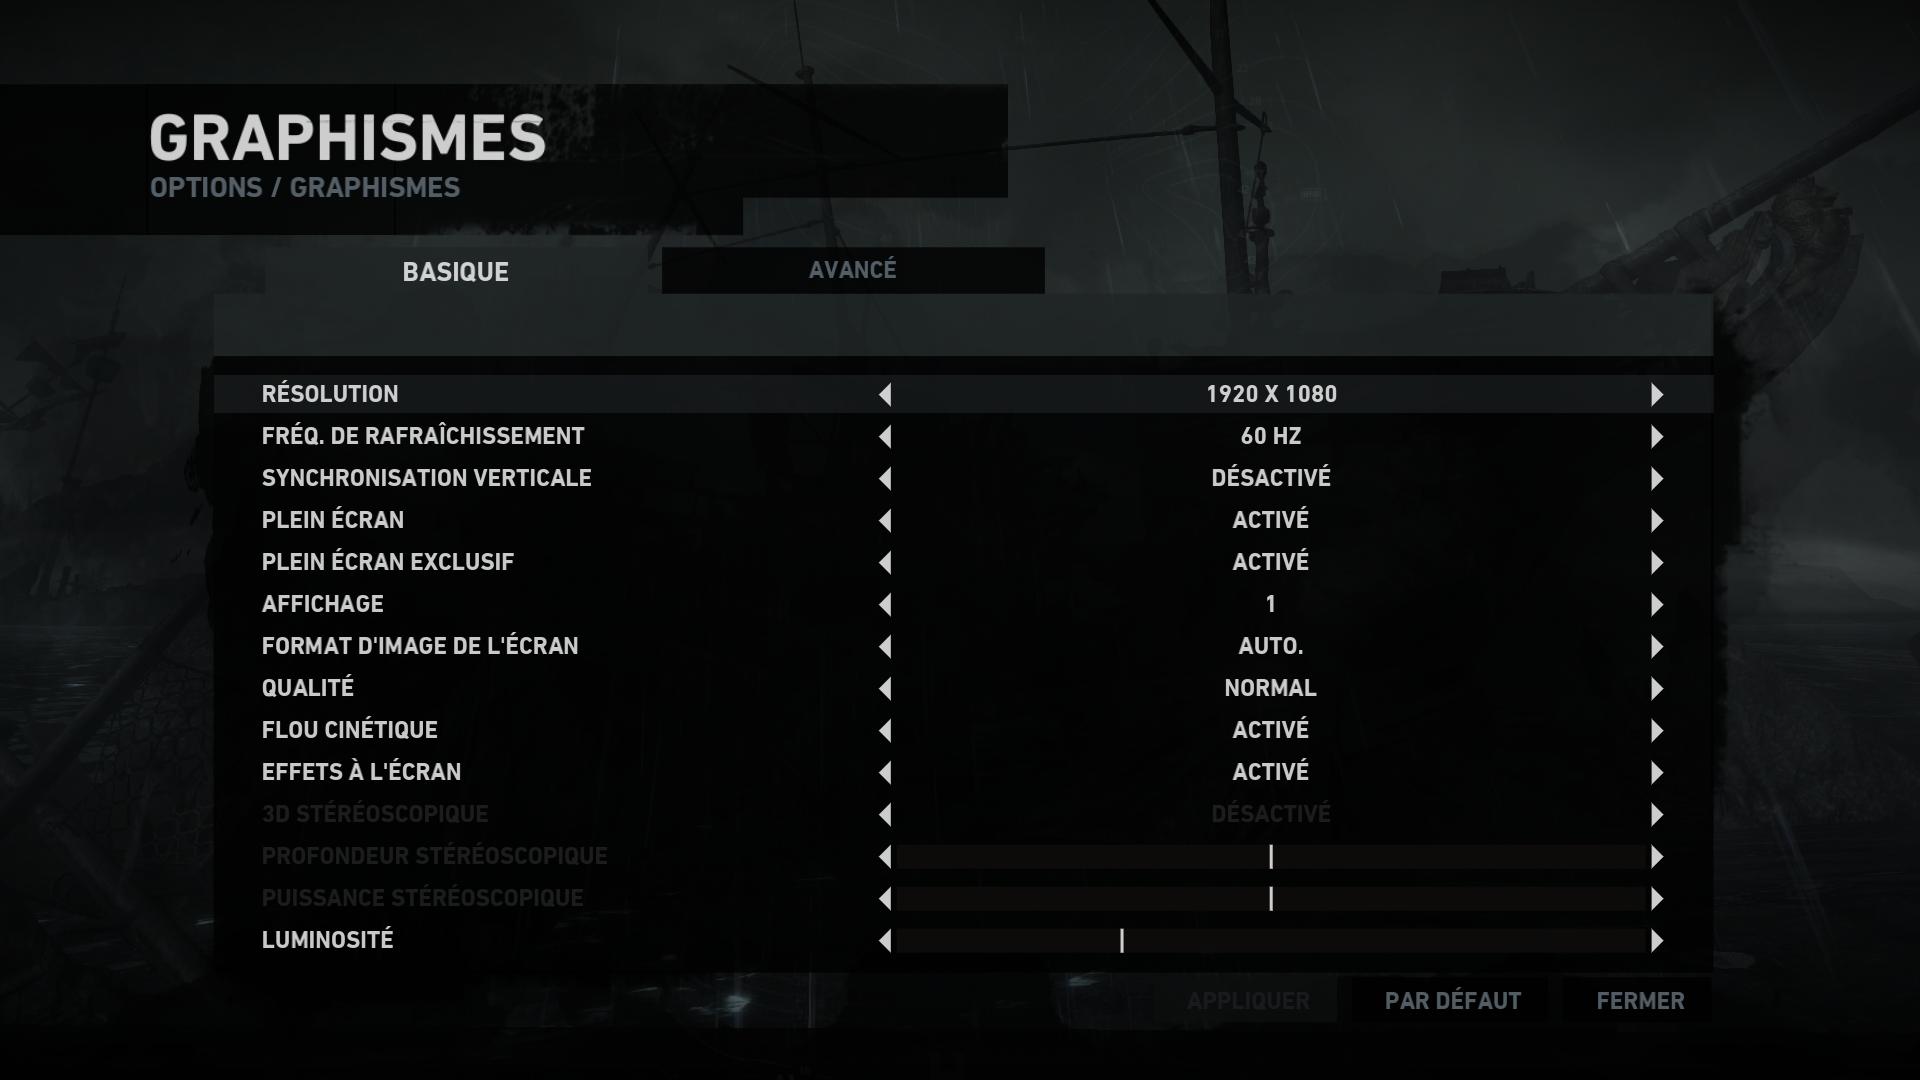 GRAPHISMES
OPTIONS / GRAPHISMES
BASIQUE
AVANCÉ
RÉSOLUTION 1920 X 1080
FRÉQ. DE RAFRAÎCHISSEMENT 60 HZ
SYNCHRONISATION VERTICALE DÉSACTIVÉ
PLEIN ÉCRAN ACTIVÉ
PLEIN ÉCRAN EXCLUSIF ACTIVÉ
AFFICHAGE 1
FORMAT D'IMAGE DE L'ÉCRAN AUTO.
QUALITÉ NORMAL
FLOU CINÉTIQUE ACTIVÉ
EFFETS À L'ÉCRAN ACTIVÉ
3D STÉRÉOSCOPIQUE DÉSACTIVÉ
PROFONDEUR STÉRÉOSCOPIQUE
PUISSANCE STÉRÉOSCOPIQUE
LUMINOSITÉ
APPLIQUER
PAR DÉFAUT
FERMER